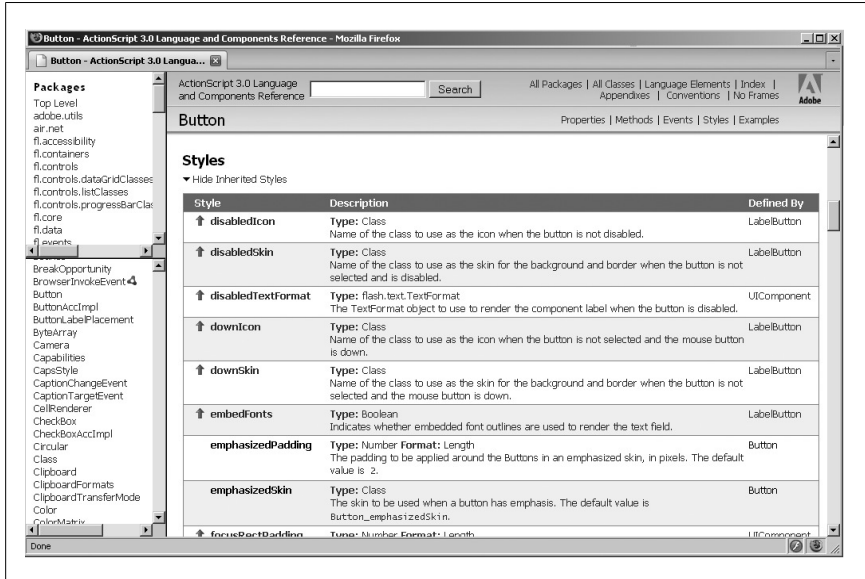 Button - ActionScript 3.0 Language and Components Reference - Mozilla Firefox
Button - ActionScript 3.0 Langua...
Packages
Top Level
adobe.utils
air.net
fl.accessibility
fl.containers
fl.controls
fl.controls.dataGridClasses
fl.controls.listClasses
fl.controls.progressBarClas
fl.core
fl.data
fl.events
BreakOpportunity
BrowserInvokeEvent
Button
ButtonAccImpl
ButtonLabelPlacement
ByteArray
Camera
Capabilities
CapsStyle
CaptionChangeEvent
CaptionTargetEvent
CellRenderer
CheckBox
CheckBoxAccImpl
Circular
Class
Clipboard
ClipboardFormats
ClipboardTransferMode
Color
ColorMatrix
ActionScript 3.0 Language
and Components Reference
Search
All Packages | All Classes | Language Elements | Index |
Appendixes | Conventions | No Frames
Adobe
Button
Properties | Methods | Events | Styles | Examples
Styles
Hide Inherited Styles
Style Description Defined By
disabledIcon Type: Class LabelButton
Name of the class to use as the icon when the button is not disabled.
disabledSkin Type: Class LabelButton
Name of the class to use as the skin for the background and border when the button is not
selected and is disabled.
disabledTextFormat Type: flash.text.TextFormat UIComponent
The TextFormat object to use to render the component label when the button is disabled.
downIcon Type: Class LabelButton
Name of the class to use as the icon when the button is not selected and the mouse button
is down.
downSkin Type: Class LabelButton
Name of the class to use as the skin for the background and border when the button is not
selected and the mouse button is down.
embedFonts Type: Boolean LabelButton
Indicates whether embedded font outlines are used to render the text field.
emphasizedPadding Type: Number Format: Length Button
The padding to be applied around the Buttons in an emphasized skin, in pixels. The default
value is 2.
emphasizedSkin Type: Class Button
The skin to be used when a button has emphasis. The default value is
Button_emphasizedSkin.
focusRectPadding Type: Number Format: Length UIComponent
Done